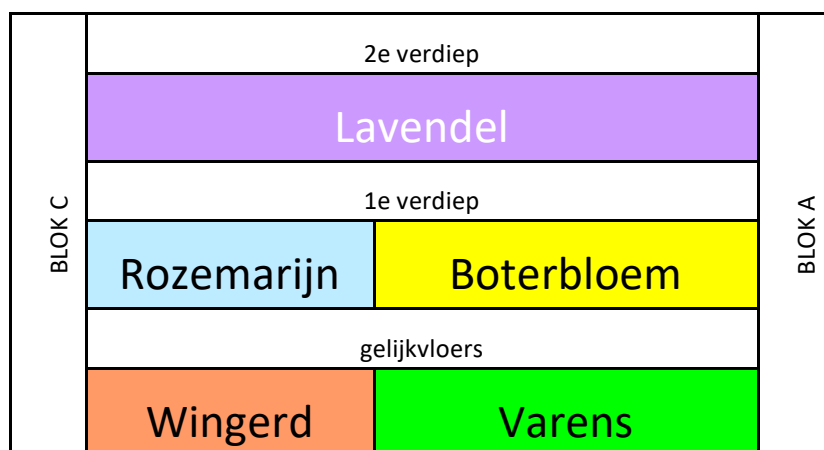 2e verdiep
Lavendel
BLOK C
1e verdiep
BLOK A
Rozemarijn
Boterbloem
gelijkvloers
Wingerd
Varens